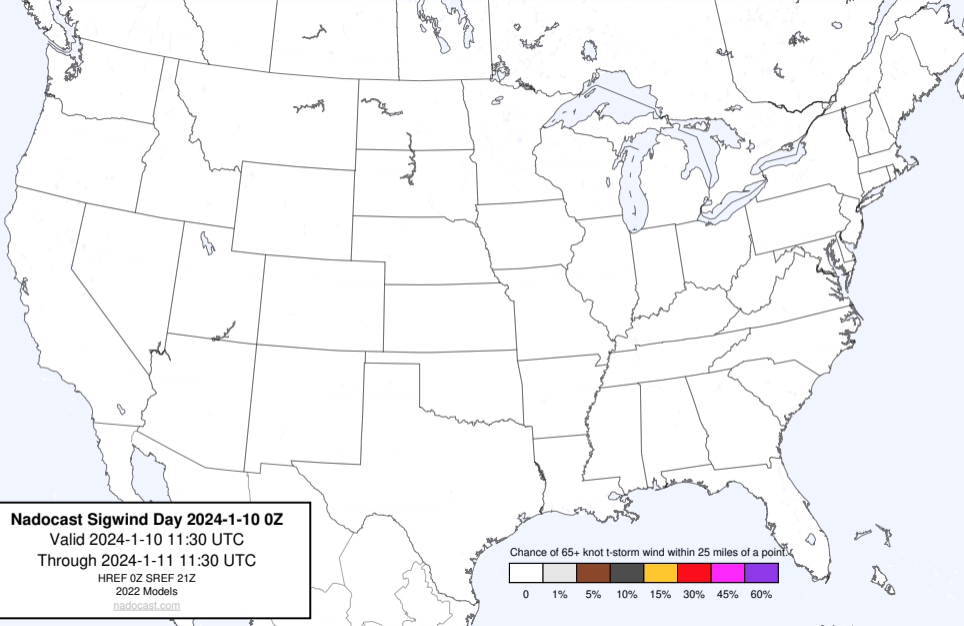 Nadocast Sigwind Day 2024-1-10 0Z
Valid 2024-1-10 11:30 UTC
Through 2024-1-11 11:30 UTC
HREF 0Z SREF 21Z
2022 Models
nadocast.com
Chance of 65+ knot t-storm wind within 25 miles of a point.
0 1% 5% 10% 15% 30% 45% 60%